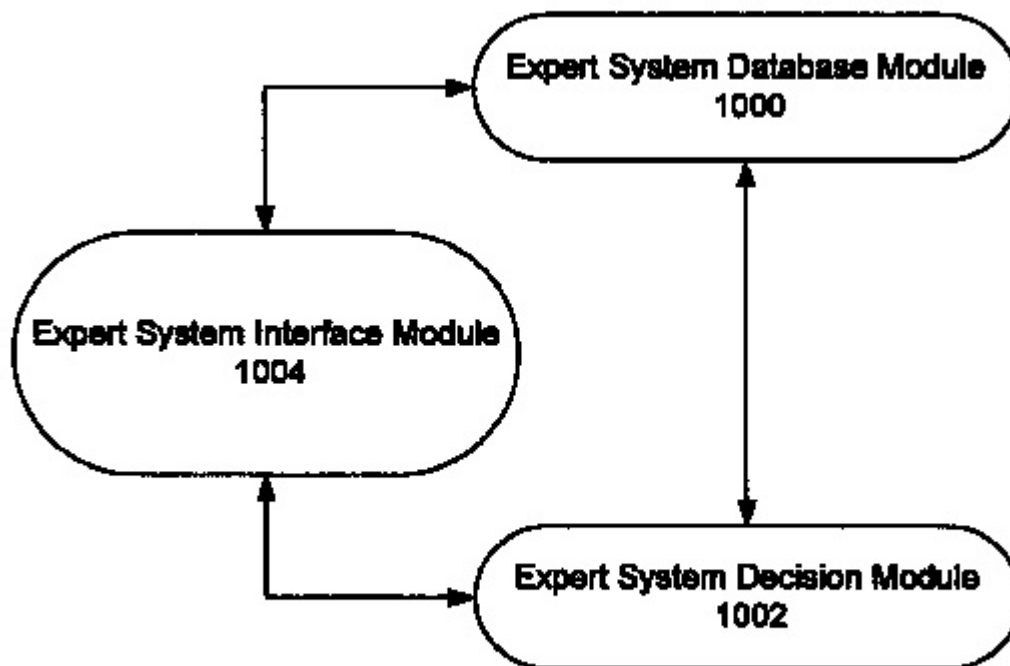 Expert System Database Module
1000
Expert System Interface Module
1004
Expert System Decision Module
1002